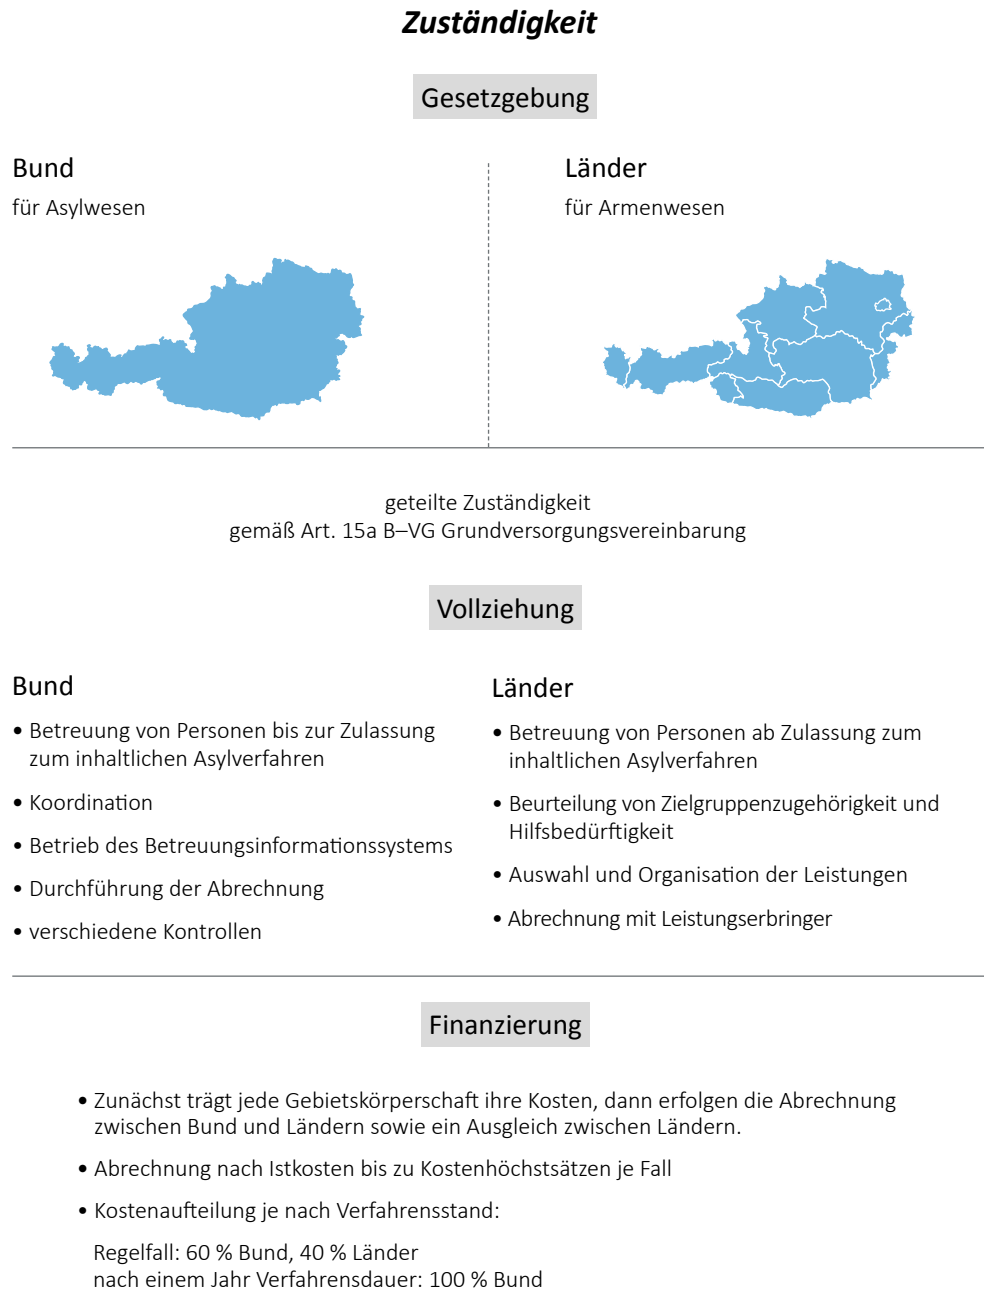 Zuständigkeit
Gesetzgebung
Bund
für Asylwesen
Länder
für Armenwesen
geteilte Zuständigkeit
gemäß Art. 15a B–VG Grundversorgungsvereinbarung
Vollziehung
Bund
• Betreuung von Personen bis zur Zulassung
zum inhaltlichen Asylverfahren
• Koordination
• Betrieb des Betreuungsinformationssystems
• Durchführung der Abrechnung
• verschiedene Kontrollen
Länder
• Betreuung von Personen ab Zulassung zum
inhaltlichen Asylverfahren
• Beurteilung von Zielgruppenzugehörigkeit und
Hilfsbedürftigkeit
• Auswahl und Organisation der Leistungen
• Abrechnung mit Leistungserbringer
Finanzierung
• Zunächst trägt jede Gebietskörperschaft ihre Kosten, dann erfolgen die Abrechnung
zwischen Bund und Ländern sowie ein Ausgleich zwischen Ländern.
• Abrechnung nach Istkosten bis zu Kostenhöchstsätzen je Fall
• Kostenaufteilung je nach Verfahrensstand:
Regelfall: 60 % Bund, 40 % Länder
nach einem Jahr Verfahrensdauer: 100 % Bund